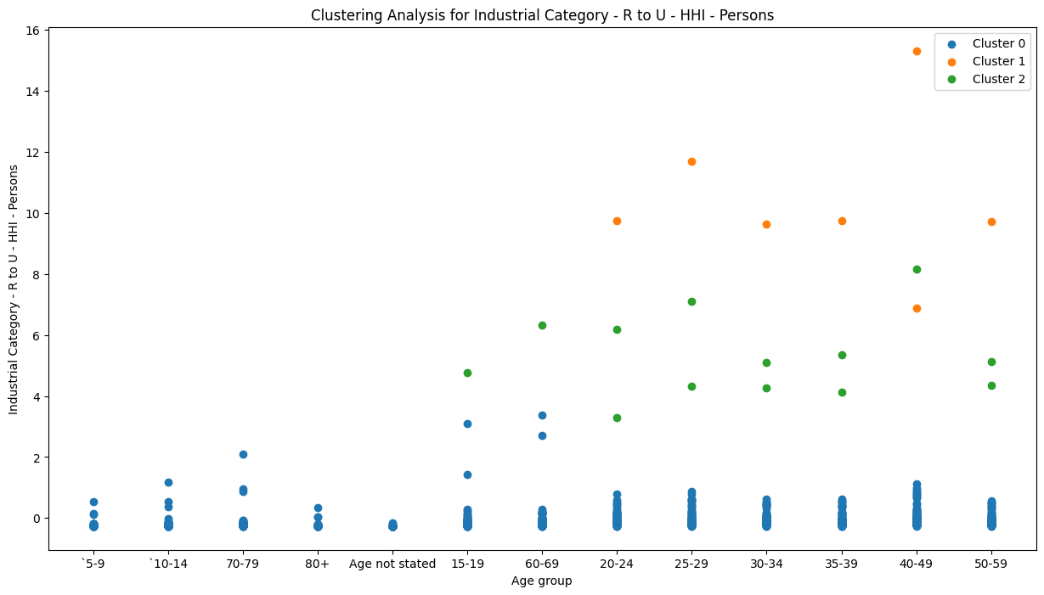 Clustering Analysis for Industrial Category - R to U - HHI - Persons
Cluster 0
Cluster 1
Cluster 2
Industrial Category - R to U - HHI - Persons
16
14
12
10
8
6
4
2
0
`5-9 `10-14 70-79 80+ Age not stated 15-19 60-69 20-24 25-29 30-34 35-39 40-49 50-59
Age group